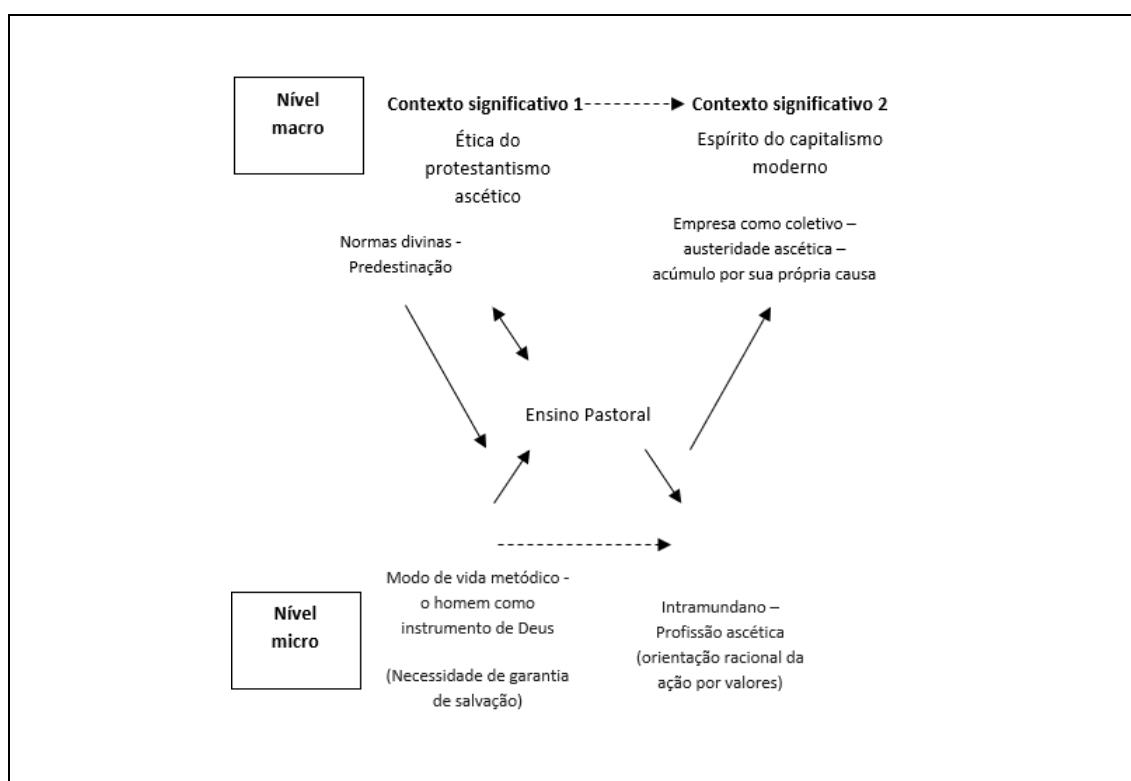 Nível
macro
Contexto significativo 1
Contexto significativo 2
Ética do
protestantismo
ascético
Espírito do capitalismo
moderno
Normas divinas -
Predestinação
Empresa como coletivo –
austeridade ascética –
acúmulo por sua própria causa
Ensino Pastoral
Nível
micro
Modo de vida metódico -
o homem como
instrumento de Deus
(Necessidade de garantia
de salvação)
Intramundano –
Profissão ascética
(orientação racional da
ação por valores)